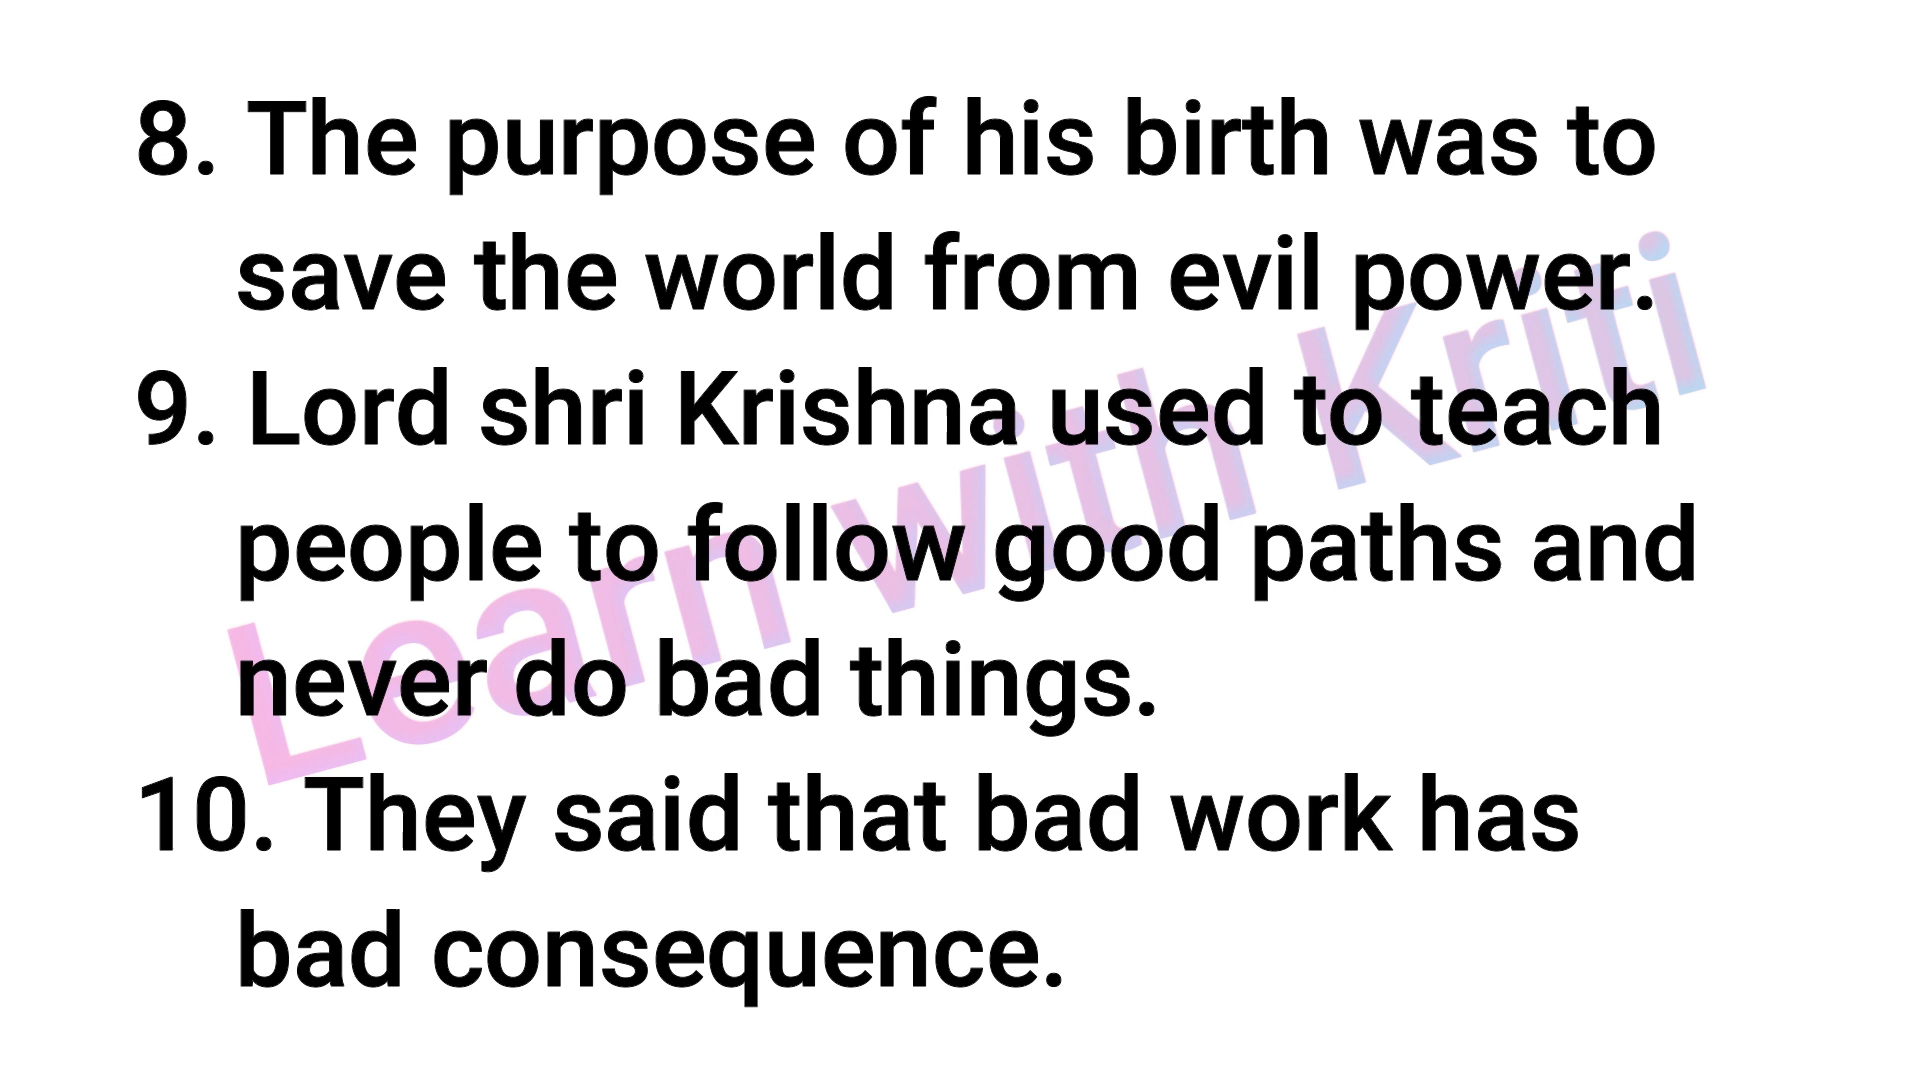 8. The purpose of his birth was to
save the world from evil power.
9. Lord shri Krishna used to teach
people to follow good paths and
never do bad things.
10. They said that bad work has
bad consequence.
Learn with Kriti